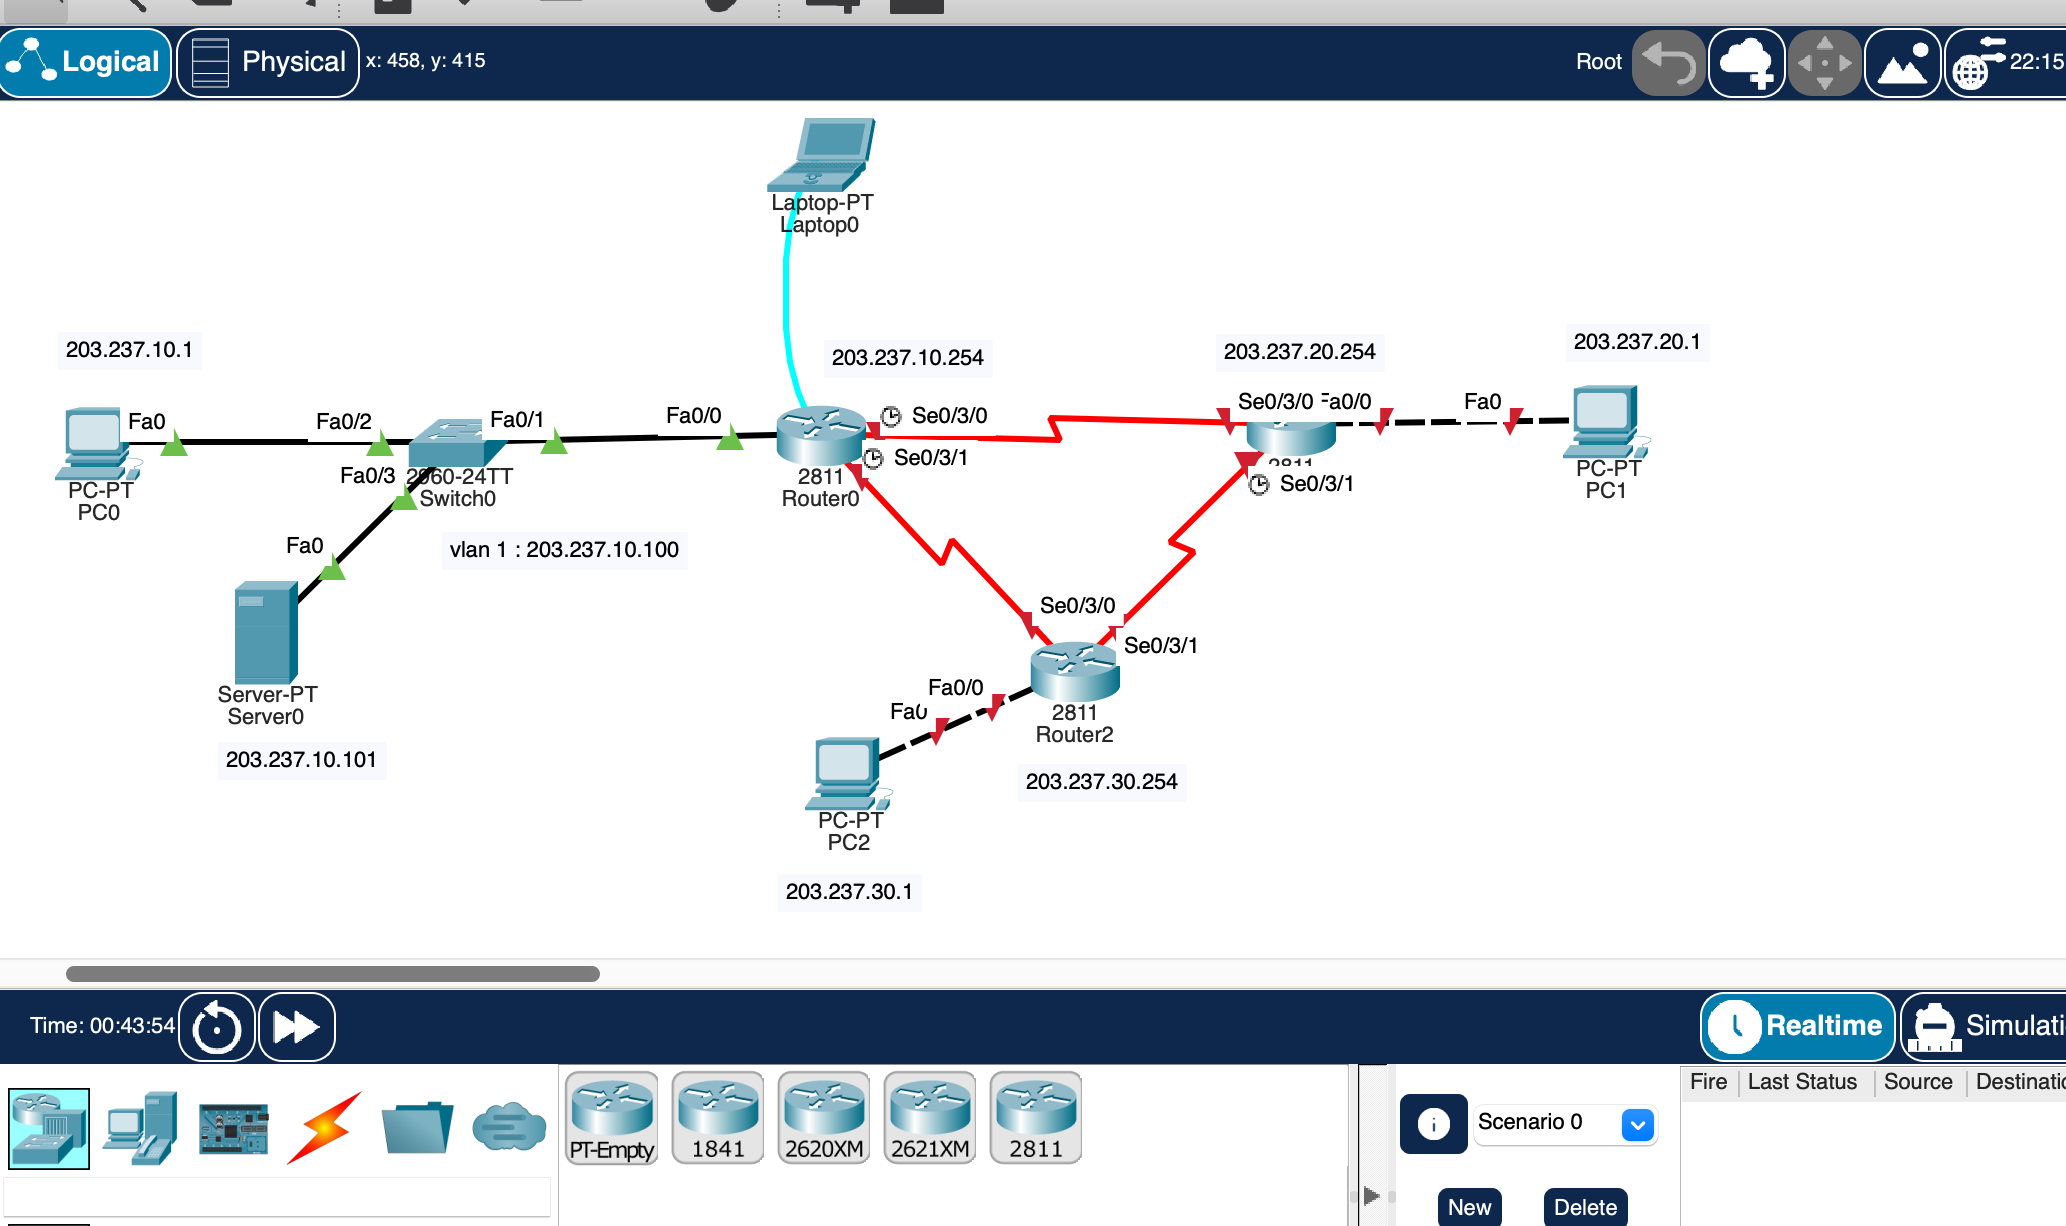 Logical
Physical
x: 458, y: 415
Root
22:15
Laptop-PT
Laptop0
203.237.10.1
203.237.10.254
203.237.20.254
203.237.20.1
Fa0
Fa0/2
Fa0/1
Fa0/0
Se0/3/0
Se0/3/0
Fa0/0
Fa0
Se0/3/1
Fa0/3
2960-24TT
Switch0
2811
Router0
2811
Se0/3/1
PC-PT
PC0
PC-PT
PC1
Fa0
vlan 1 : 203.237.10.100
Se0/3/0
Se0/3/1
Server-PT
Server0
203.237.10.101
Fa0/0
Fa0
2811
Router2
203.237.30.254
PC-PT
PC2
203.237.30.1
Time: 00:43:54
Realtime
Simulati
Fire
Last Status
Source
Destinatio
PT-Empty
1841
2620XM
2621XM
2811
Scenario 0
New
Delete